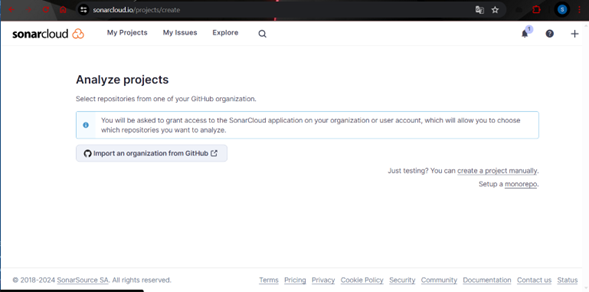 sonarcloud.io/projects/create
sonarcloud My Projects My Issues Explore 1
S
Analyze projects
Select repositories from one of your GitHub organization.
You will be asked to grant access to the SonarCloud application on your organization or user account, which will allow you to choose
which repositories you want to analyze.
Import an organization from GitHub
Just testing? You can create a project manually.
Setup a monorepo.
© 2018-2024 SonarSource SA. All rights reserved. Terms Pricing Privacy Cookie Policy Security Community Documentation Contact us Status